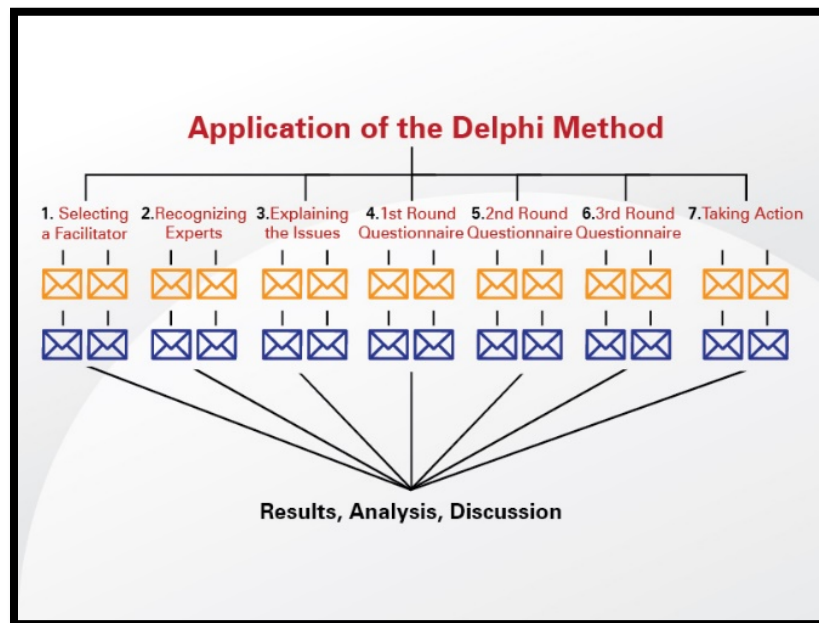 Application of the Delphi Method
1. Selecting
a Facilitator
2.Recognizing
Experts
3.Explaining
the Issues
4.1st Round
Questionnaire
5.2nd Round
Questionnaire
6.3rd Round
Questionnaire
7.Taking Action
Results, Analysis, Discussion